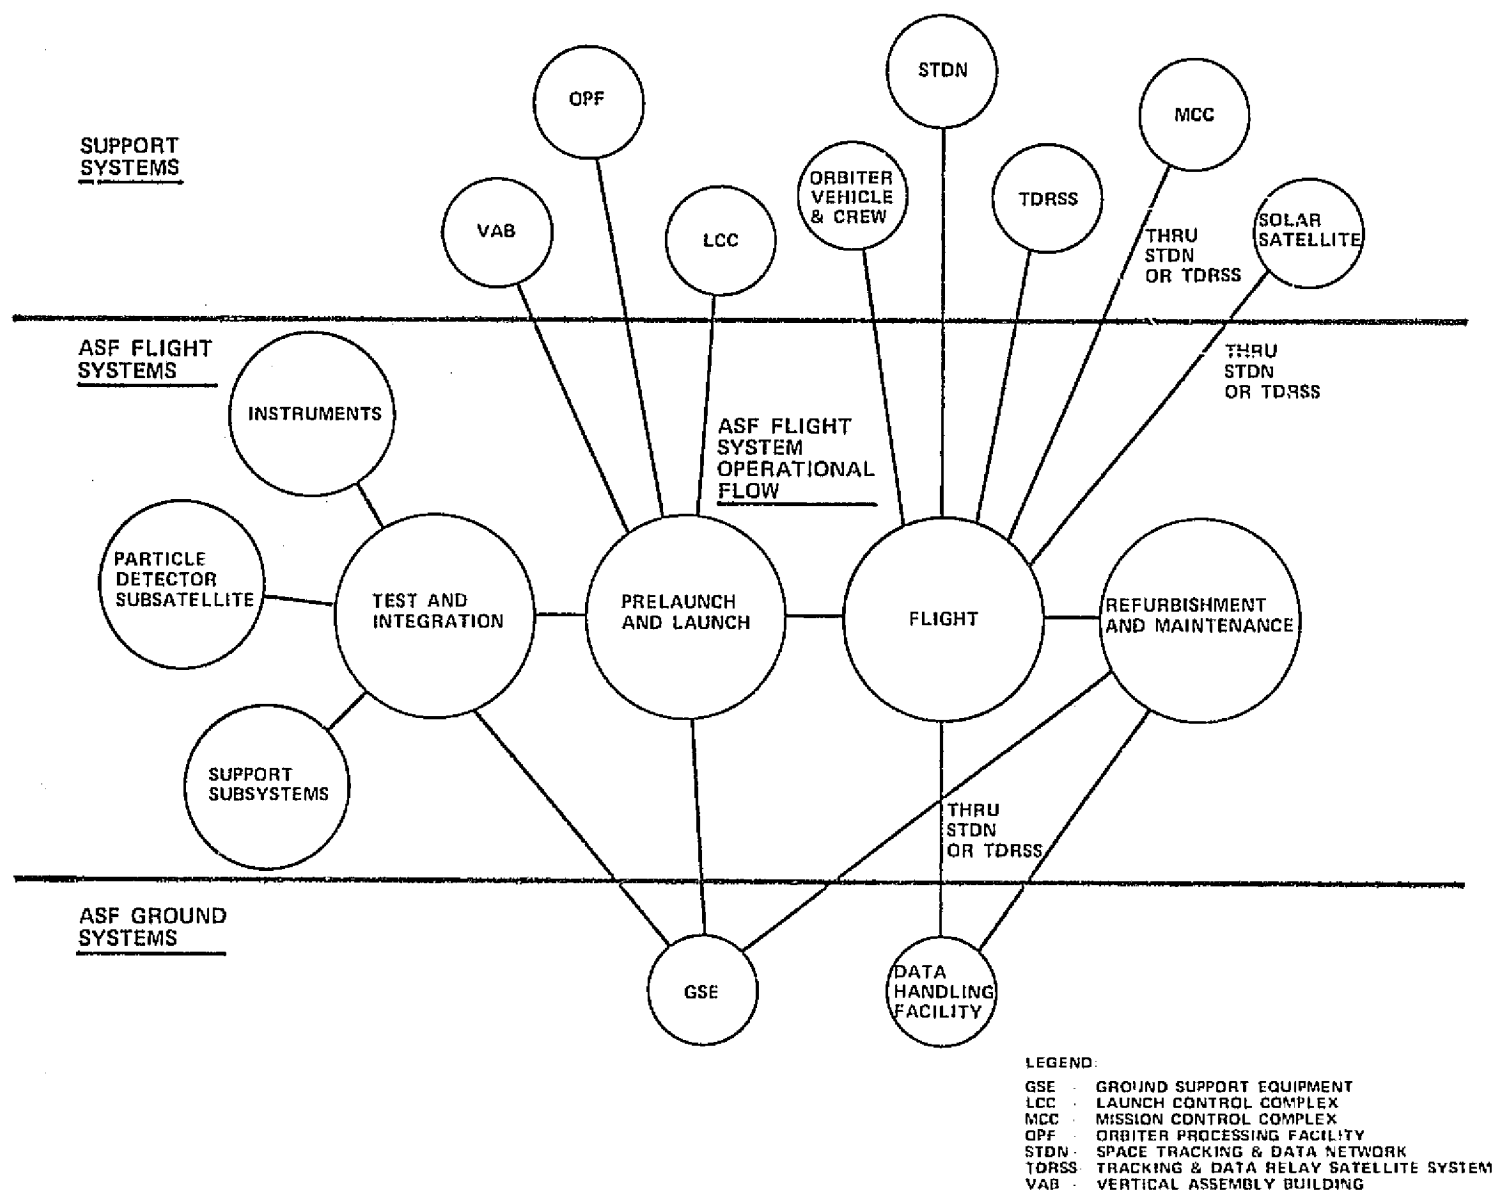 OPF
STDN
MCC
SUPPORT
SYSTEMS
VAB
LCC
ORBITER
VEHICLE
& CREW
TDRSS
THRU
STDN
OR TDRSS
SOLAR
SATELLITE
ASF FLIGHT
SYSTEMS
THRU
STDN
OR TDRSS
INSTRUMENTS
ASF FLIGHT
SYSTEM
OPERATIONAL
FLOW
PARTICLE
DETECTOR
SUBSATELLITE
TEST AND
INTEGRATION
PRELAUNCH
AND LAUNCH
FLIGHT
REFURBISHMENT
AND MAINTENANCE
SUPPORT
SUBSYSTEMS
THRU
STDN
OR TDRSS
ASF GROUND
SYSTEMS
GSE
DATA
HANDLING
FACILITY
LEGEND:
GSE - GROUND SUPPORT EQUIPMENT
LCC - LAUNCH CONTROL COMPLEX
MCC - MISSION CONTROL COMPLEX
OPF - ORBITER PROCESSING FACILITY
STDN - SPACE TRACKING & DATA NETWORK
TDRSS - TRACKING & DATA RELAY SATELLITE SYSTEM
VAB - VERTICAL ASSEMBLY BUILDING